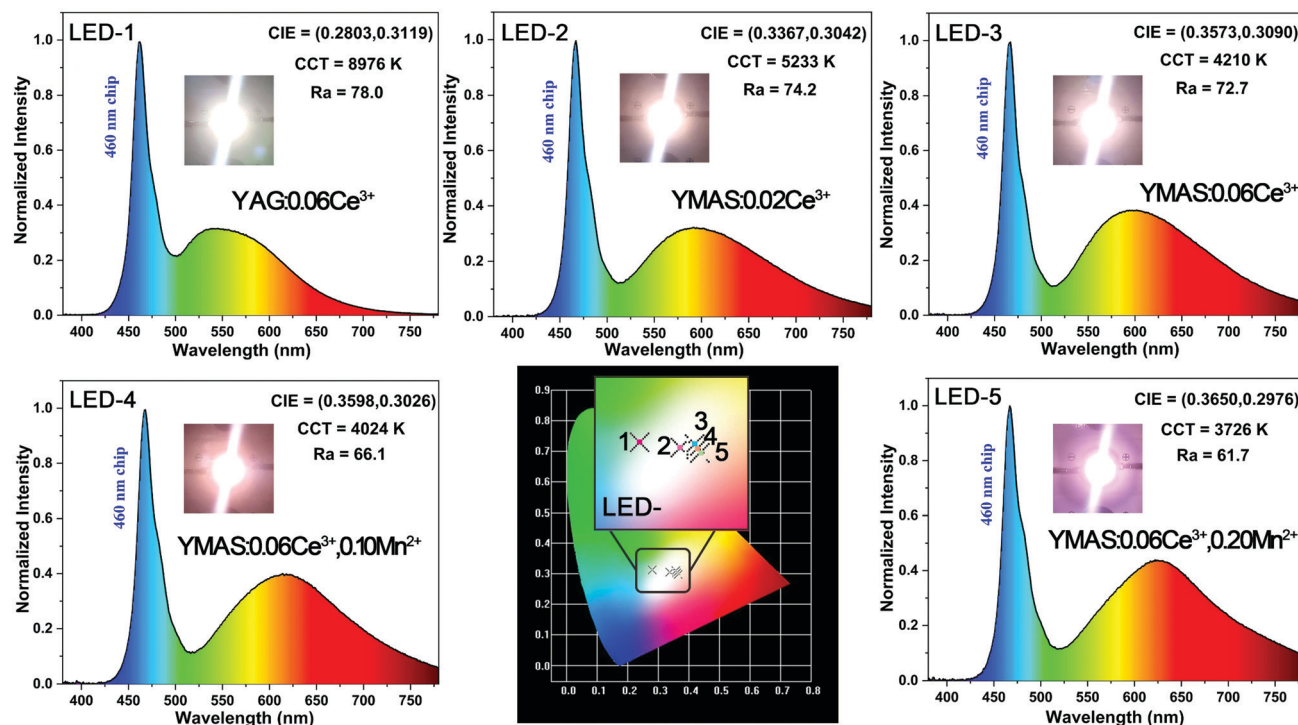 LED-1
CIE = (0.2803,0.3119)
CCT = 8976 K
Ra = 78.0
460 nm chip
YAG:0.06Ce³⁺
Normalized Intensity
1.0
0.8
0.6
0.4
0.2
0.0
400 450 500 550 600 650 700 750
Wavelength (nm)
LED-2
CIE = (0.3367,0.3042)
CCT = 5233 K
Ra = 74.2
460 nm chip
YMAS:0.02Ce³⁺
Normalized Intensity
1.0
0.8
0.6
0.4
0.2
0.0
400 450 500 550 600 650 700 750
Wavelength (nm)
LED-3
CIE = (0.3573,0.3090)
CCT = 4210 K
Ra = 72.7
460 nm chip
YMAS:0.06Ce³⁺
Normalized Intensity
1.0
0.8
0.6
0.4
0.2
0.0
400 450 500 550 600 650 700 750
Wavelength (nm)
LED-4
CIE = (0.3598,0.3026)
CCT = 4024 K
Ra = 66.1
460 nm chip
YMAS:0.06Ce³⁺,0.10Mn²⁺
Normalized Intensity
1.0
0.8
0.6
0.4
0.2
0.0
400 450 500 550 600 650 700 750
Wavelength (nm)
0.9
0.8
0.7
0.6
0.5
0.4
0.3
0.2
0.1
0.0
0.0 0.1 0.2 0.3 0.4 0.5 0.6 0.7 0.8
1 2 3 4 5
LED-
LED-5
CIE = (0.3650,0.2976)
CCT = 3726 K
Ra = 61.7
460 nm chip
YMAS:0.06Ce³⁺,0.20Mn²⁺
Normalized Intensity
1.0
0.8
0.6
0.4
0.2
0.0
400 450 500 550 600 650 700 750
Wavelength (nm)